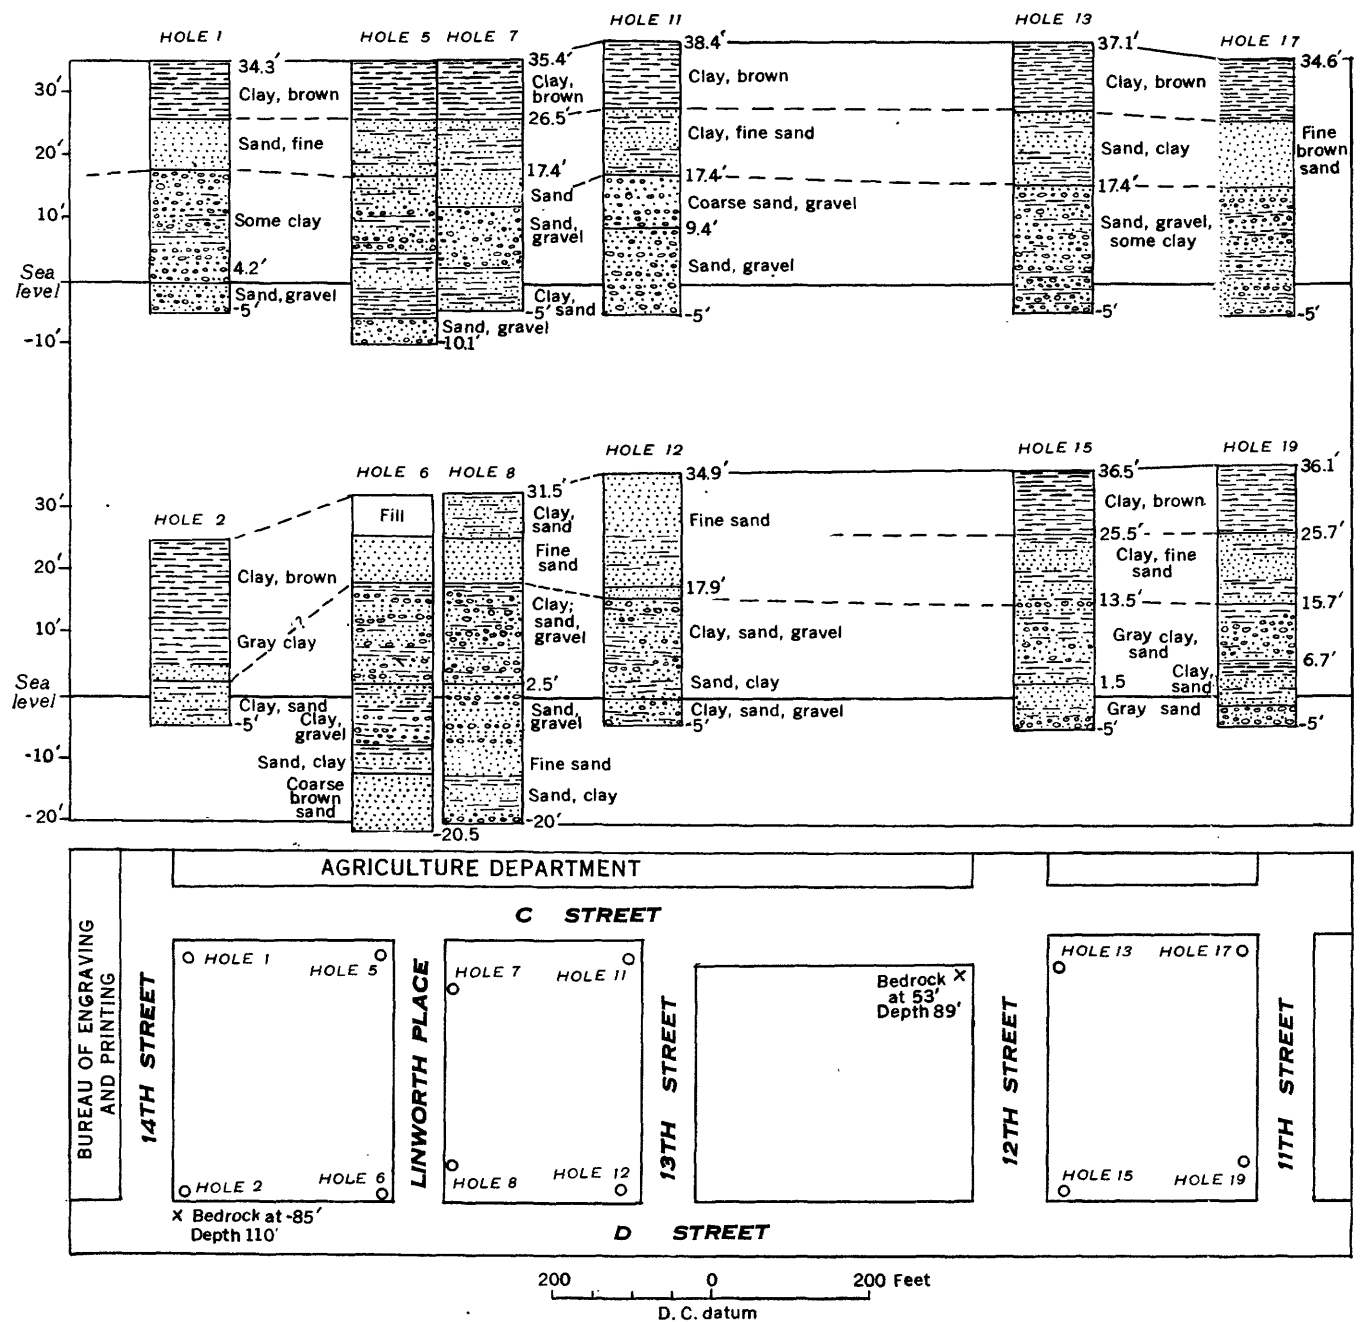 HOLE 1
HOLE 5
HOLE 7
HOLE 11
HOLE 13
HOLE 17
34.3'
35.4'
38.4'
37.1'
34.6'
30'
Clay, brown
Clay,
brown
26.5'
Clay, brown
Clay, brown
20'
Sand, fine
17.4'
Sand
Clay, fine sand
17.4'
Sand, clay
17.4'
Fine
brown
sand
10'
Some clay
Sand,
gravel
Coarse sand, gravel
9.4'
Sand, gravel,
some clay
Sea
level
4.2'
Sand, gravel
-5'
Clay,
sand
-5'
Sand, gravel
-5'
-5'
-5'
-10'
Sand, gravel
-10.1'
HOLE 2
HOLE 6
HOLE 8
HOLE 12
HOLE 15
HOLE 19
31.5'
34.9'
36.5'
36.1'
30'
Fill
Clay,
sand
Fine sand
Clay, brown
25.5'
25.7'
20'
Clay, brown
Fine
sand
17.9'
Clay, fine
sand
13.5'
15.7'
10'
Gray clay
?
Clay,
sand,
gravel
Clay, sand, gravel
Gray clay,
sand
6.7'
Sea
level
2.5'
Sand, clay
1.5
Clay,
sand
Clay, sand
-5'
Clay,
gravel
Sand,
gravel
Clay, sand, gravel
-5'
Gray sand
-5'
-5'
-10'
Sand, clay
Fine sand
Coarse
brown
sand
Sand, clay
-20'
-20.5
-20'
AGRICULTURE DEPARTMENT
C STREET
BUREAU OF ENGRAVING
AND PRINTING
14TH STREET
HOLE 1
HOLE 5
LINWORTH PLACE
HOLE 7
HOLE 11
13TH STREET
Bedrock
at 53'
Depth 89'
12TH STREET
HOLE 13
HOLE 17
11TH STREET
HOLE 2
HOLE 6
HOLE 8
HOLE 12
HOLE 15
HOLE 19
x Bedrock at -85'
Depth 110'
D STREET
200 0 200 Feet
D. C. datum